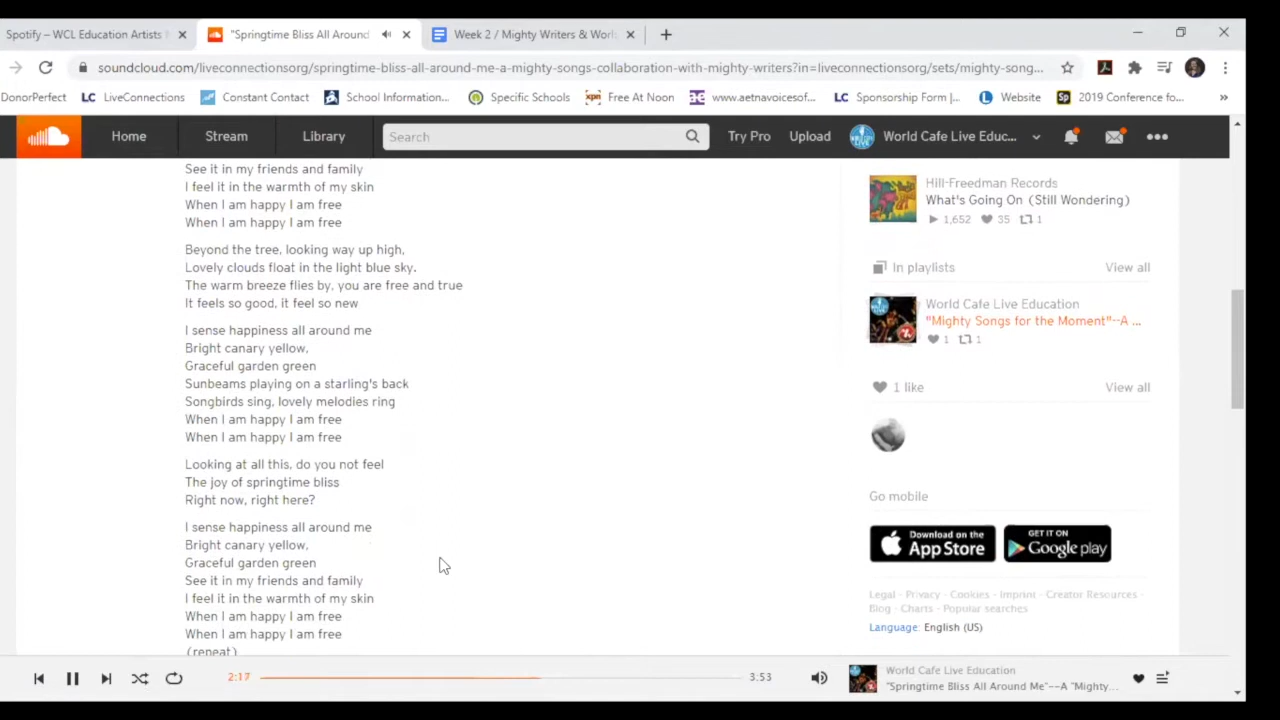 Spotify – WCL Education Artists
"Springtime Bliss All Around
Week 2 / Mighty Writers & Worl
soundcloud.com/liveconnectionsorg/springtime-bliss-all-around-me-a-mighty-songs-collaboration-with-mighty-writers?in=liveconnectionsorg/sets/mighty-song...
DonorPerfect
LC LiveConnections
Constant Contact
School Information...
Specific Schools
xpn Free At Noon
www.aetnavoicesof...
LC Sponsorship Form |...
L Website
Sp 2019 Conference fo...
»
Home
Stream
Library
Search
Try Pro
Upload
World Cafe Live Educ...
See it in my friends and family
I feel it in the warmth of my skin
When I am happy I am free
When I am happy I am free
Beyond the tree, looking way up high,
Lovely clouds float in the light blue sky.
The warm breeze flies by, you are free and true
It feels so good, it feel so new
I sense happiness all around me
Bright canary yellow,
Graceful garden green
Sunbeams playing on a starling's back
Songbirds sing, lovely melodies ring
When I am happy I am free
When I am happy I am free
Looking at all this, do you not feel
The joy of springtime bliss
Right now, right here?
I sense happiness all around me
Bright canary yellow,
Graceful garden green
See it in my friends and family
I feel it in the warmth of my skin
When I am happy I am free
When I am happy I am free
(repeat)
Hill-Freedman Records
What's Going On (Still Wondering)
1,652 35 1
In playlists View all
World Cafe Live Education
"Mighty Songs for the Moment"--A ...
1 1
1 like View all
Go mobile
Download on the
App Store
GET IT ON
Google play
Legal - Privacy - Cookies - Imprint - Creator Resources -
Blog - Charts - Popular searches
Language: English (US)
2:17
3:53
World Cafe Live Education
"Springtime Bliss All Around Me"--A "Mighty...